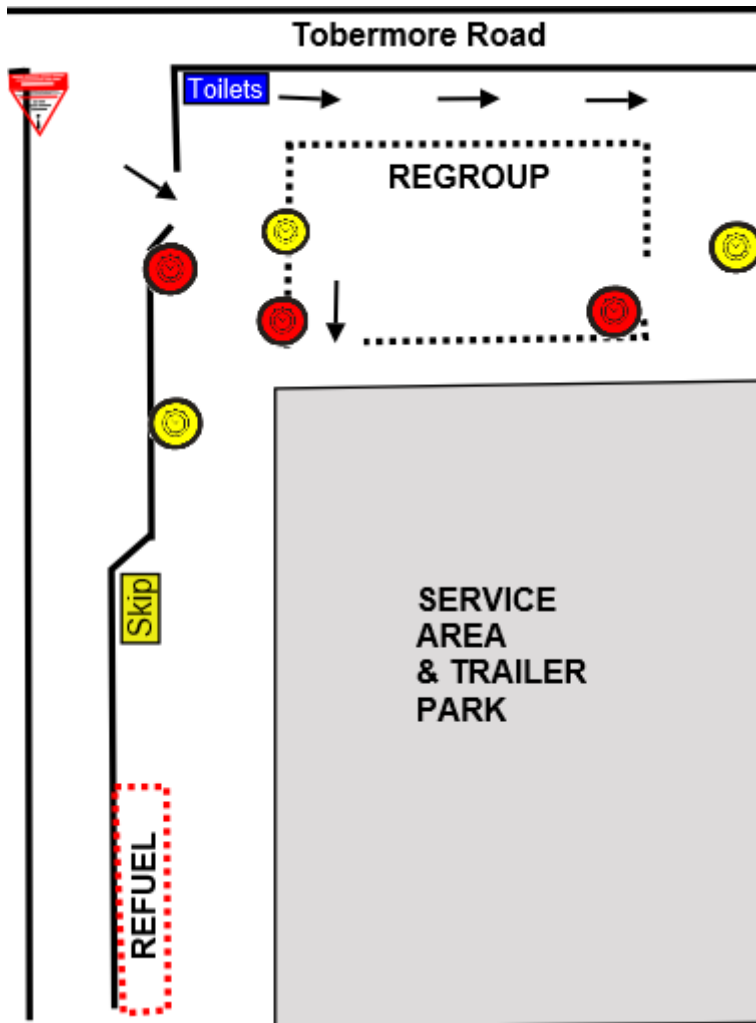 Tobermore Road
Toilets
REGROUP
Skip
SERVICE
AREA
& TRAILER
PARK
REFUEL